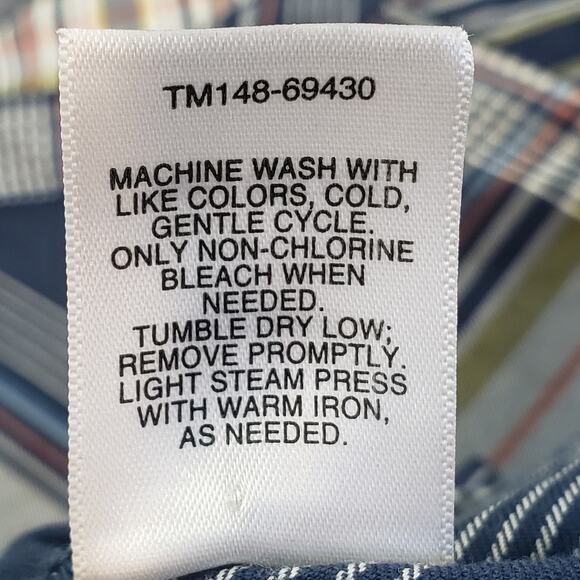 TM148-69430
MACHINE WASH WITH
LIKE COLORS, COLD,
GENTLE CYCLE.
ONLY NON-CHLORINE
BLEACH WHEN
NEEDED.
TUMBLE DRY LOW;
REMOVE PROMPTLY.
LIGHT STEAM PRESS
WITH WARM IRON,
AS NEEDED.